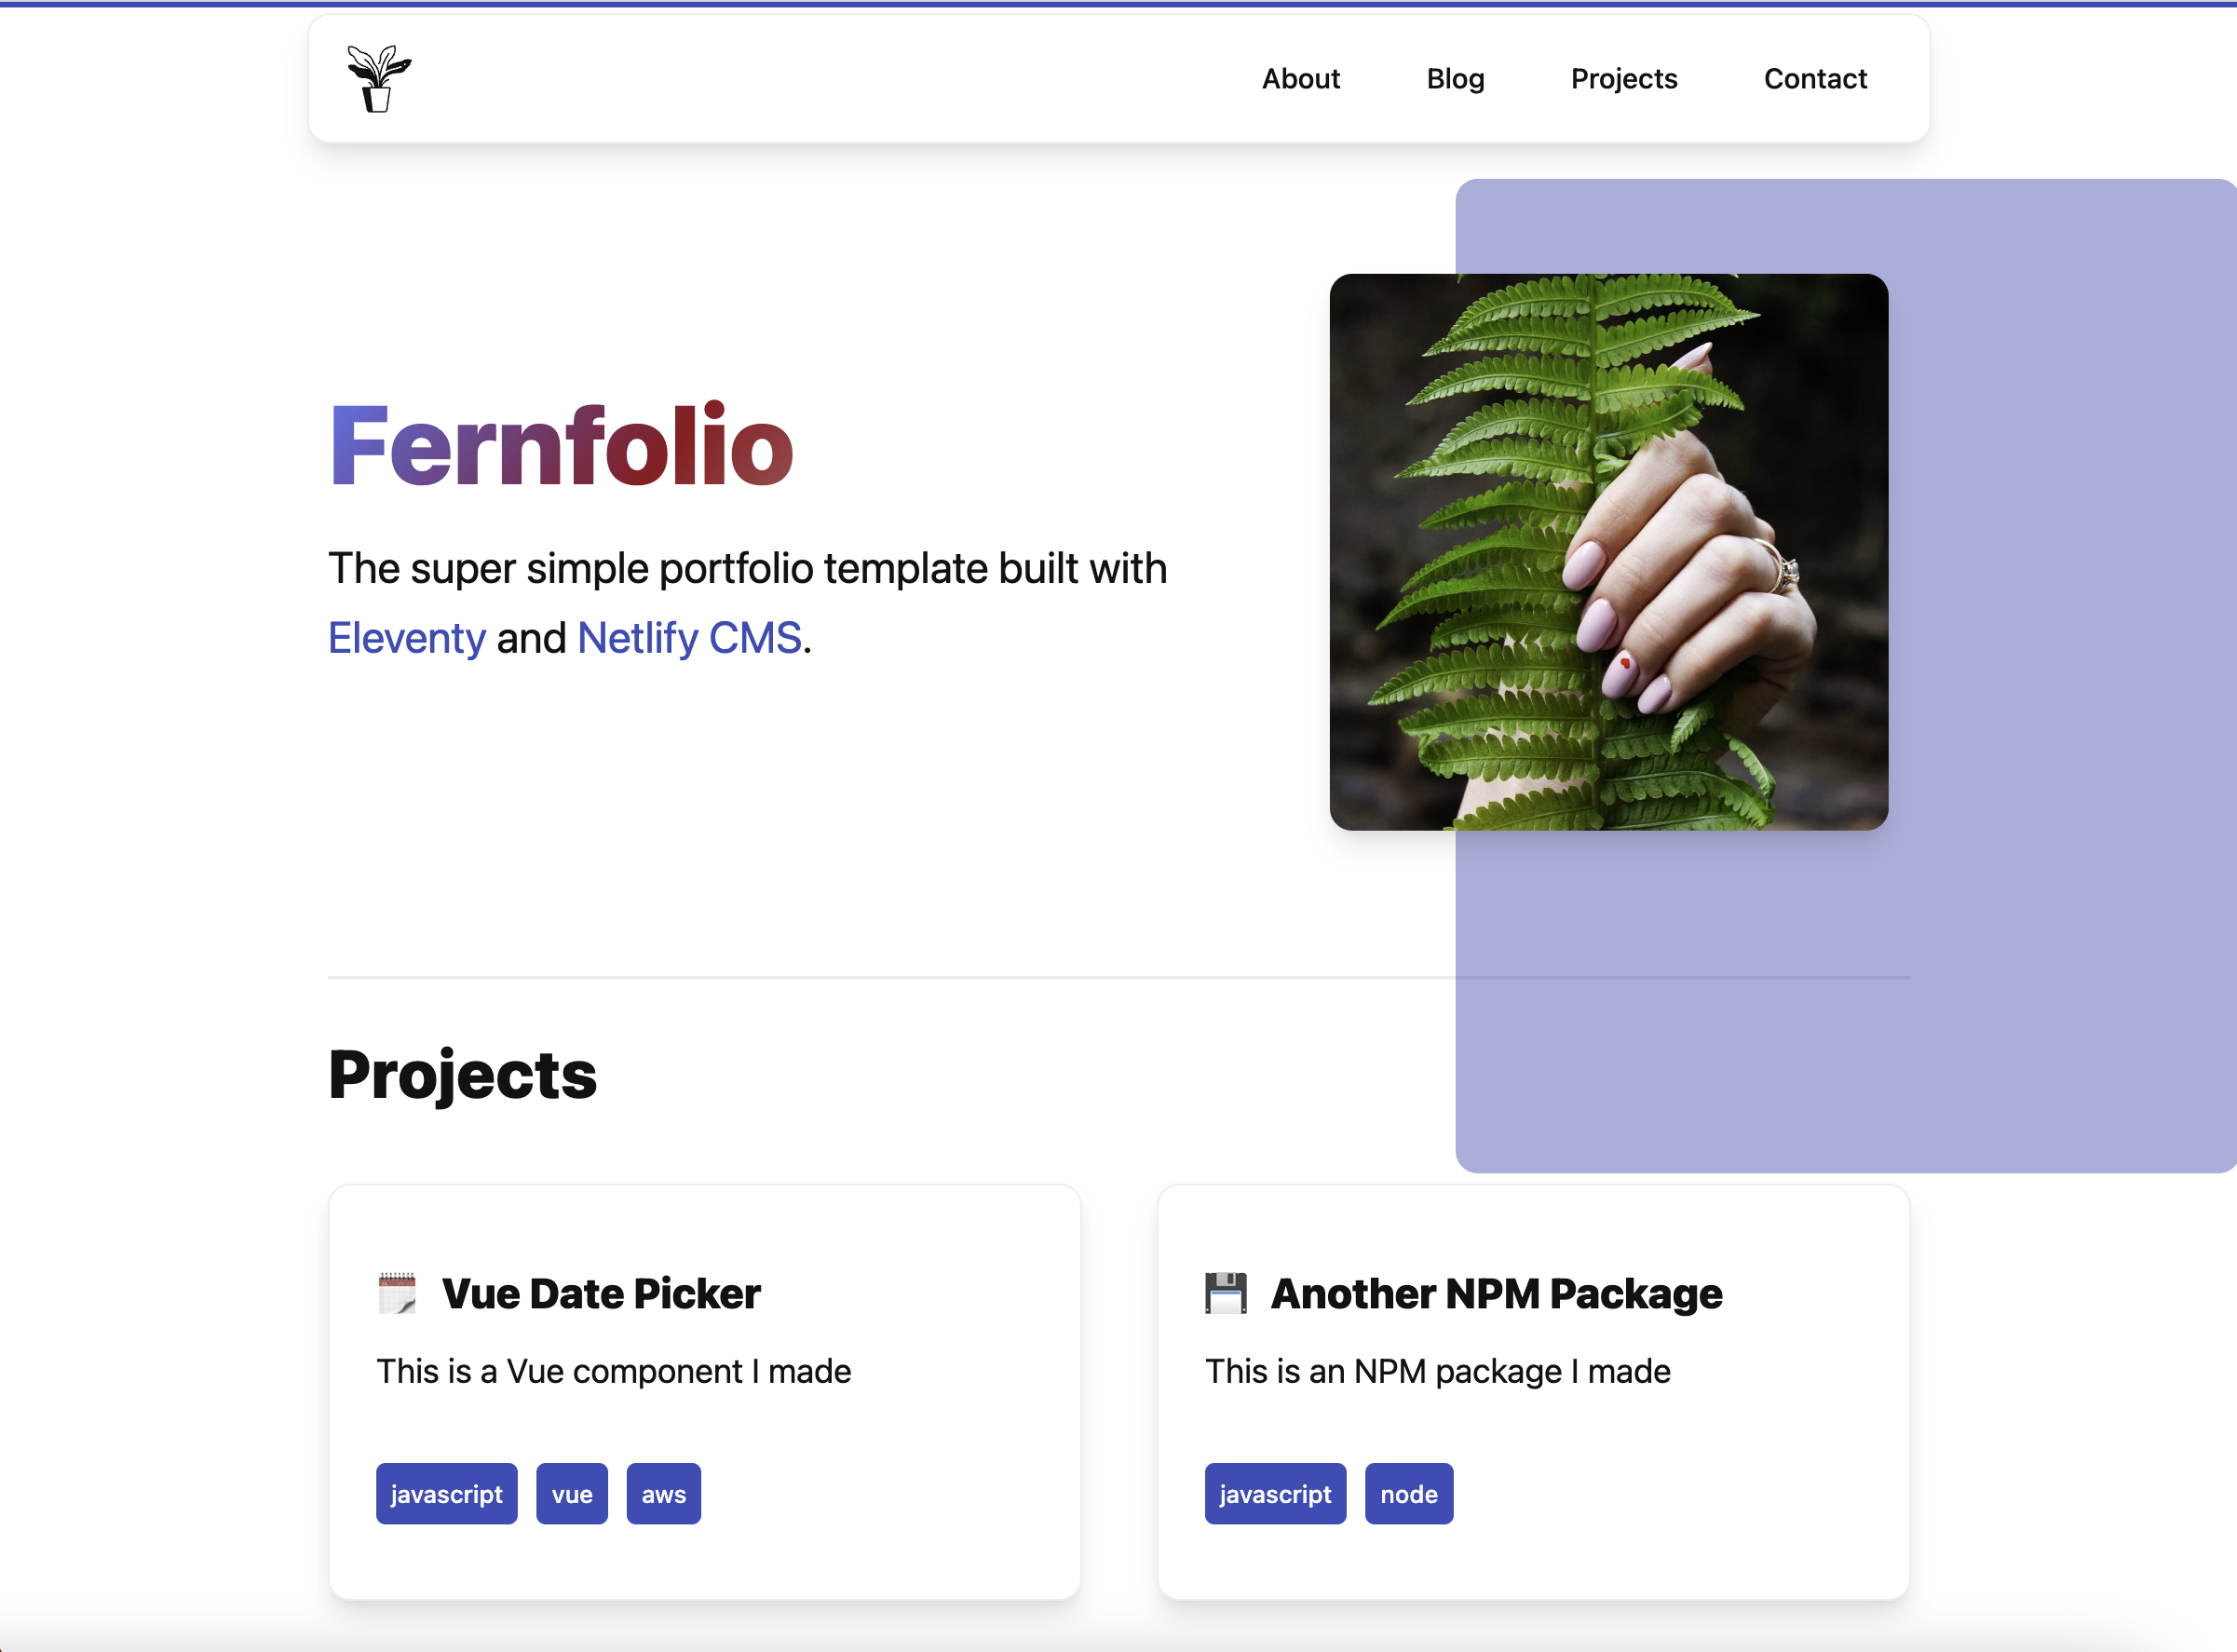 About
Blog
Projects
Contact
Fernfolio
The super simple portfolio template built with
Eleventy and Netlify CMS.
Projects
🗒️ Vue Date Picker
This is a Vue component I made
javascript
vue
aws
💾 Another NPM Package
This is an NPM package I made
javascript
node